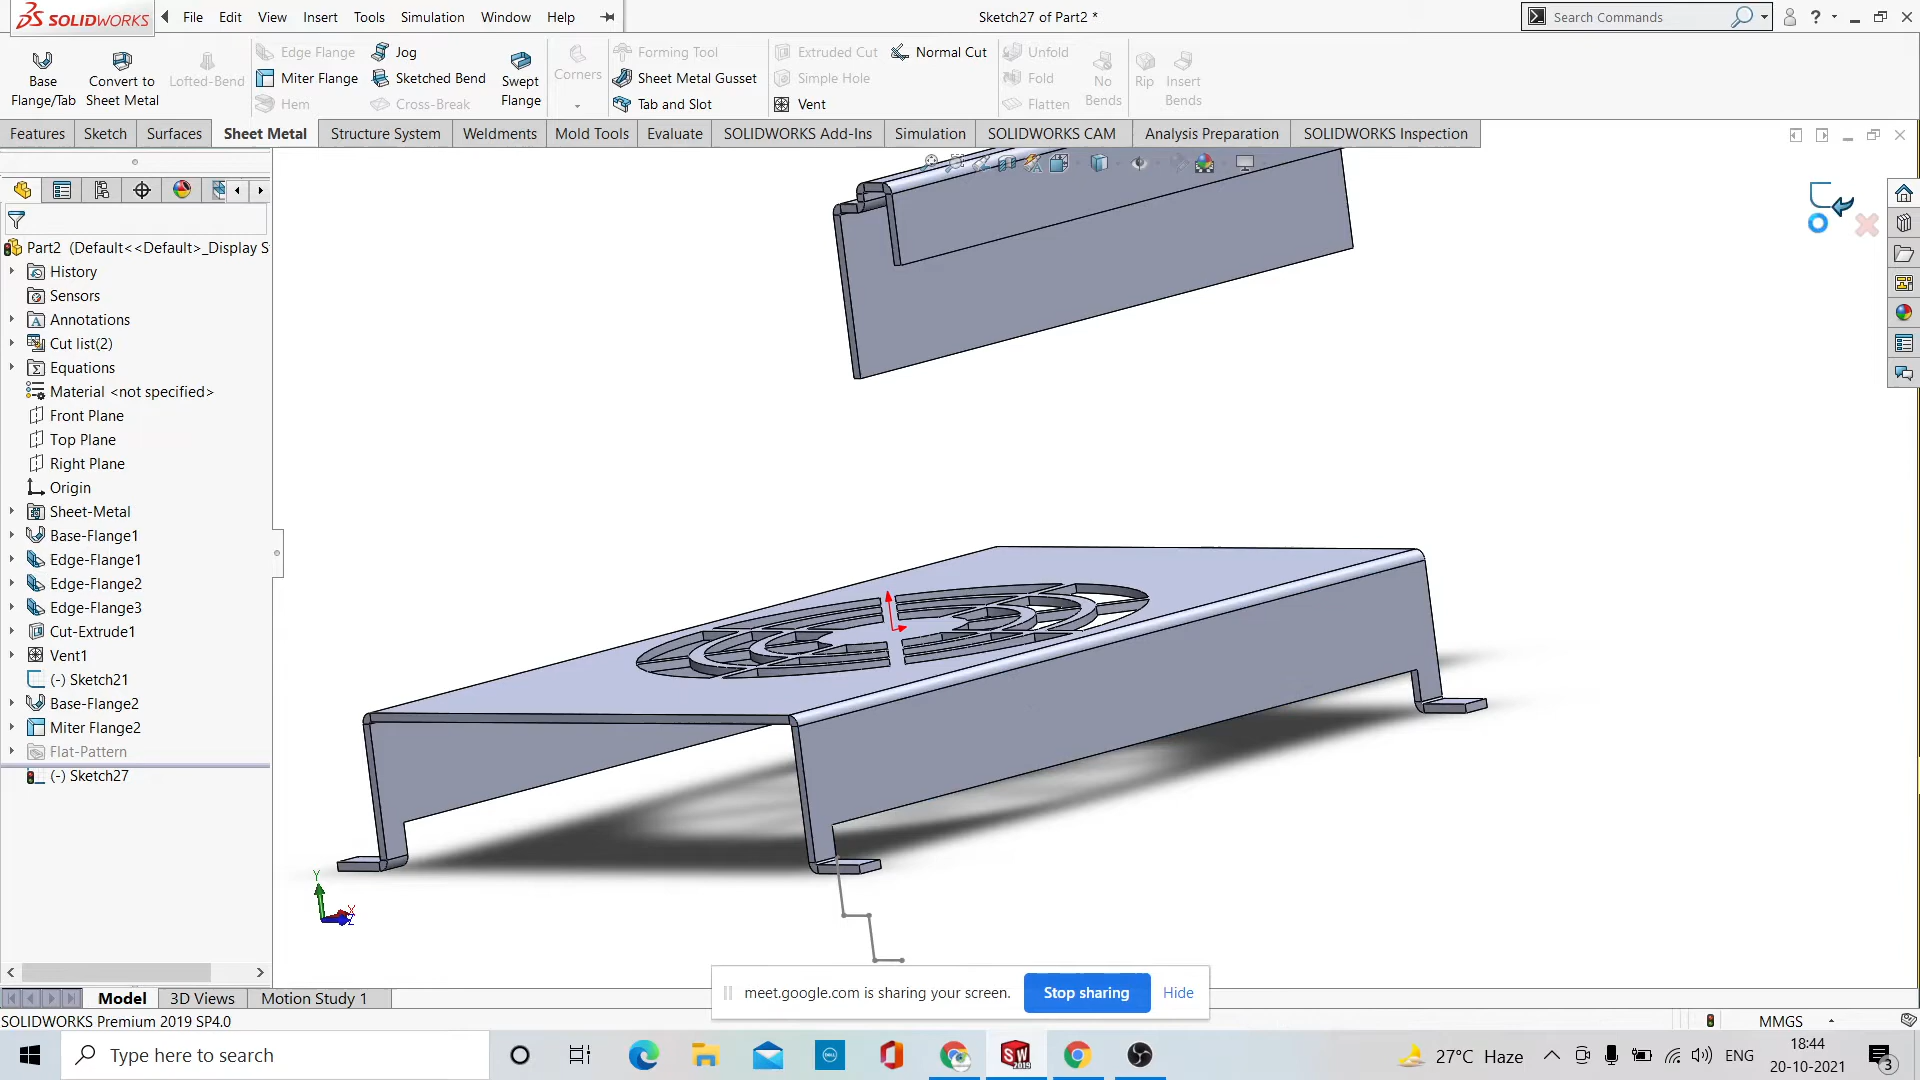 SOLIDWORKS File Edit View Insert Tools Simulation Window Help Sketch27 of Part2 * Search Commands ?
Base Flange/Tab Convert to Sheet Metal Lofted-Bend Edge Flange Miter Flange Hem Jog Sketched Bend Cross-Break Swept Flange Corners Forming Tool Sheet Metal Gusset Tab and Slot Extruded Cut Simple Hole Vent Normal Cut Unfold Fold Flatten No Bends Rip Insert Bends
Features Sketch Surfaces Sheet Metal Structure System Weldments Mold Tools Evaluate SOLIDWORKS Add-Ins Simulation SOLIDWORKS CAM Analysis Preparation SOLIDWORKS Inspection
Part2 (Default<<Default>_Display S
History
Sensors
Annotations
Cut list(2)
Equations
Material <not specified>
Front Plane
Top Plane
Right Plane
Origin
Sheet-Metal
Base-Flange1
Edge-Flange1
Edge-Flange2
Edge-Flange3
Cut-Extrude1
Vent1
(-) Sketch21
Base-Flange2
Miter Flange2
Flat-Pattern
(-) Sketch27
Y
X
Z
meet.google.com is sharing your screen. Stop sharing Hide
Model 3D Views Motion Study 1
SOLIDWORKS Premium 2019 SP4.0 MMGS
Type here to search 27°C Haze ENG 18:44
20-10-2021 3